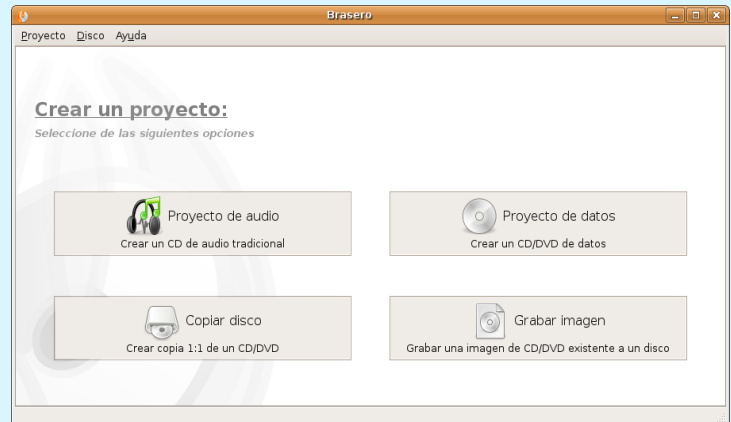 Brasero
Proyecto Disco Ayuda
Crear un proyecto:
Seleccione de las siguientes opciones
Proyecto de audio
Crear un CD de audio tradicional
Proyecto de datos
Crear un CD/DVD de datos
Copiar disco
Crear copia 1:1 de un CD/DVD
Grabar imagen
Grabar una imagen de CD/DVD existente a un disco